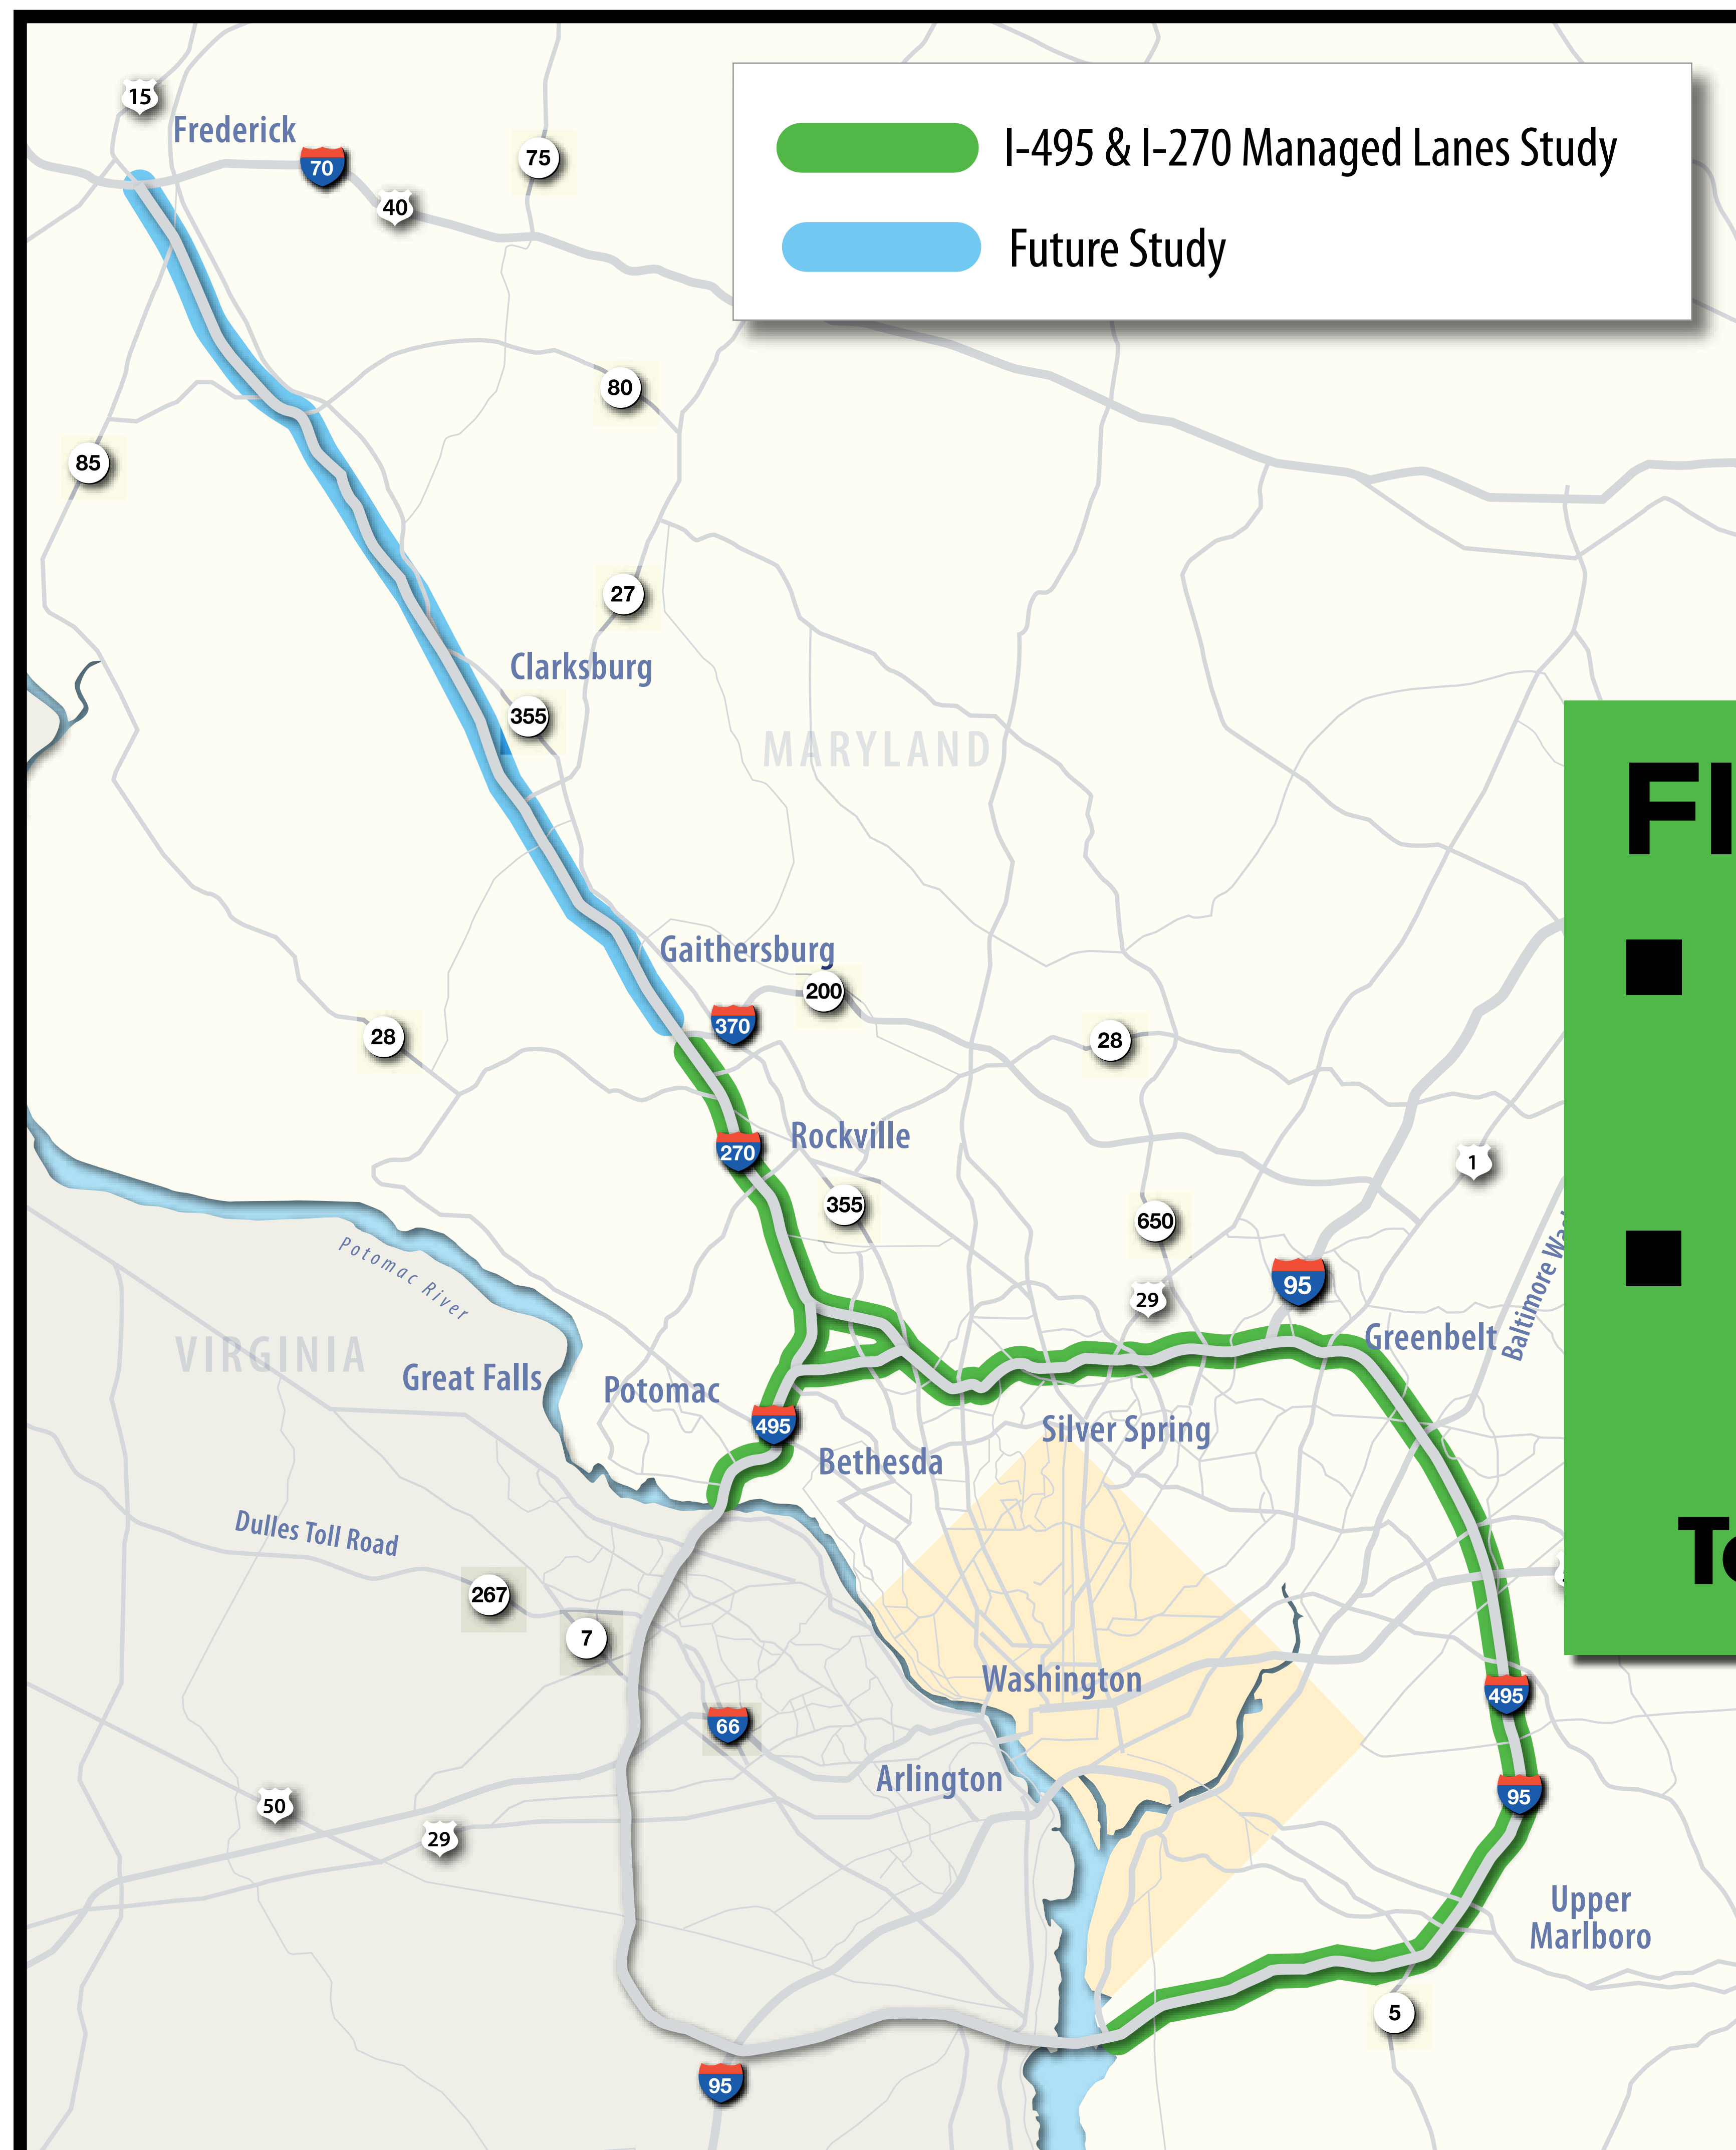 I-495 & I-270 Managed Lanes Study
Future Study
15
Frederick
70
75
40
80
85
27
Clarksburg
355
MARYLAND
Gaithersburg
200
370
28
28
Rockville
270
1
355
650
Potomac River
95
29
Baltimore
Greenbelt
VIRGINIA
Great Falls
Potomac
495
Silver Spring
Bethesda
Dulles Toll Road
267
7
Washington
495
66
Arlington
95
50
29
Upper
Marlboro
5
95